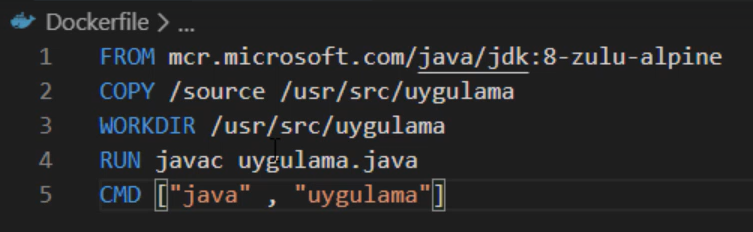 Dockerfile > ...
1 FROM mcr.microsoft.com/java/jdk:8-zulu-alpine
2 COPY /source /usr/src/uygulama
3 WORKDIR /usr/src/uygulama
4 RUN javac uygulama.java
5 CMD ["java" , "uygulama"]